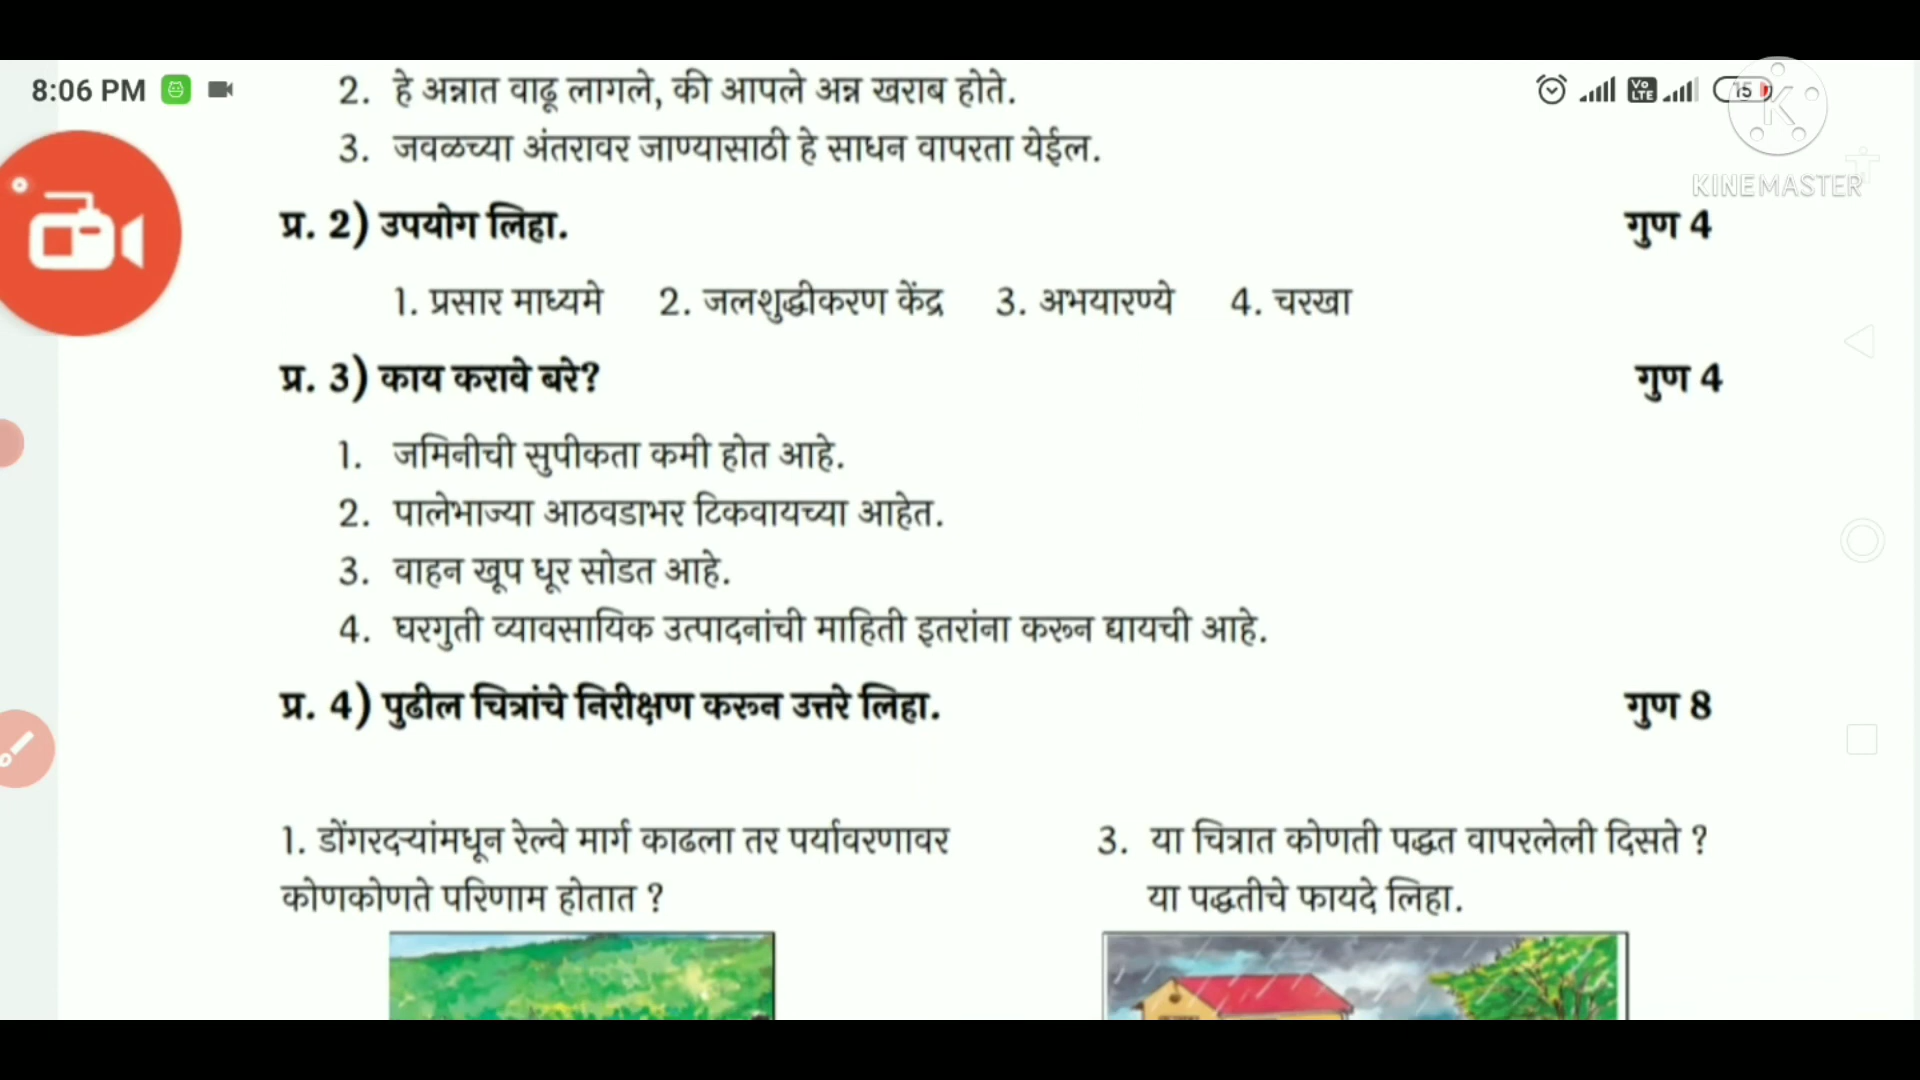 8:06 PM
Vo LTE
15
KINEMASTER
2. हे अन्नात वाढू लागले, की आपले अन्न खराब होते.
3. जवळच्या अंतरावर जाण्यासाठी हे साधन वापरता येईल.
प्र. 2) उपयोग लिहा. गुण 4
1. प्रसार माध्यमे 2. जलशुद्धीकरण केंद्र 3. अभयारण्ये 4. चरखा
प्र. 3) काय करावे बरे? गुण 4
1. जमिनीची सुपीकता कमी होत आहे.
2. पालेभाज्या आठवडाभर टिकवायच्या आहेत.
3. वाहन खूप धूर सोडत आहे.
4. घरगुती व्यावसायिक उत्पादनांची माहिती इतरांना करून द्यायची आहे.
प्र. 4) पुढील चित्रांचे निरीक्षण करून उत्तरे लिहा. गुण 8
1. डोंगरदऱ्यांमधून रेल्वे मार्ग काढला तर पर्यावरणावर
कोणकोणते परिणाम होतात ?
3. या चित्रात कोणती पद्धत वापरलेली दिसते ?
या पद्धतीचे फायदे लिहा.